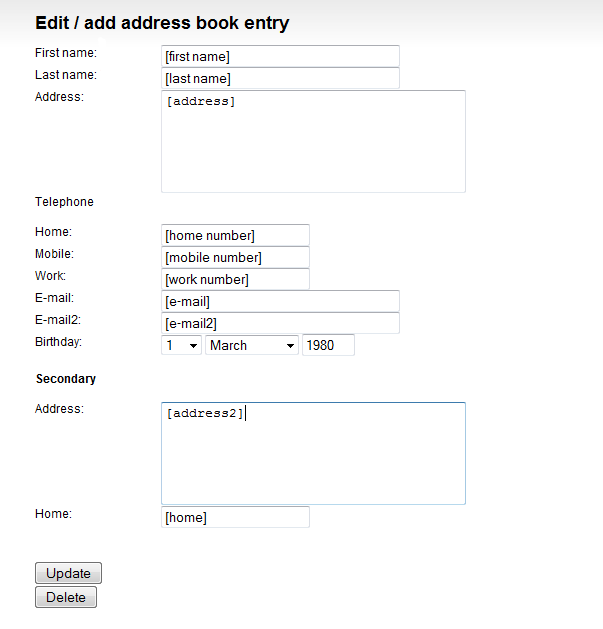 Edit / add address book entry
First name: [first name]
Last name: [last name]
Address: [address]
Telephone
Home: [home number]
Mobile: [mobile number]
Work: [work number]
E-mail: [e-mail]
E-mail2: [e-mail2]
Birthday: 1 March 1980
Secondary
Address: [address2]
Home: [home]
Update
Delete